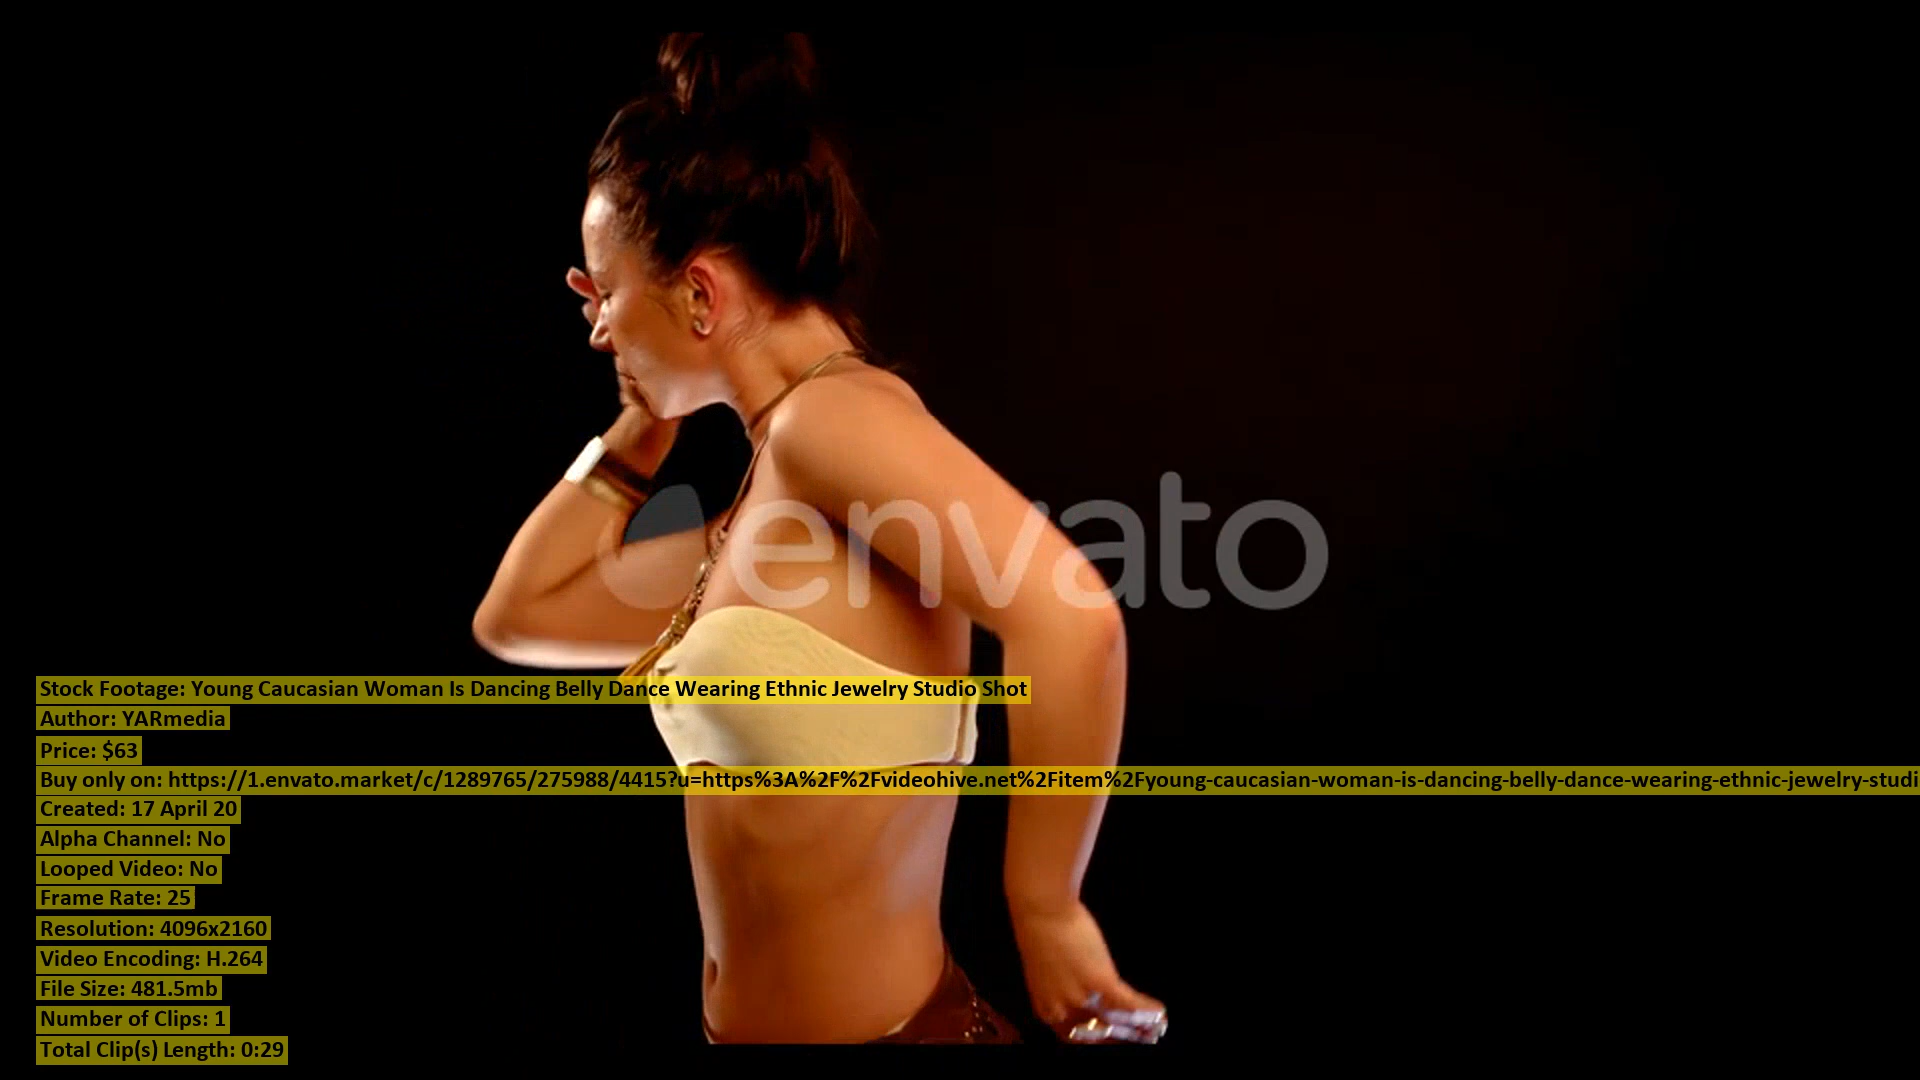 envato
Stock Footage: Young Caucasian Woman Is Dancing Belly Dance Wearing Ethnic Jewelry Studio Shot
Author: YARmedia
Price: $63
Buy only on: https://1.envato.market/c/1289765/275988/4415?u=https%3A%2F%2Fvideohive.net%2Fitem%2Fyoung-caucasian-woman-is-dancing-belly-dance-wearing-ethnic-jewelry-studi
Created: 17 April 20
Alpha Channel: No
Looped Video: No
Frame Rate: 25
Resolution: 4096x2160
Video Encoding: H.264
File Size: 481.5mb
Number of Clips: 1
Total Clip(s) Length: 0:29